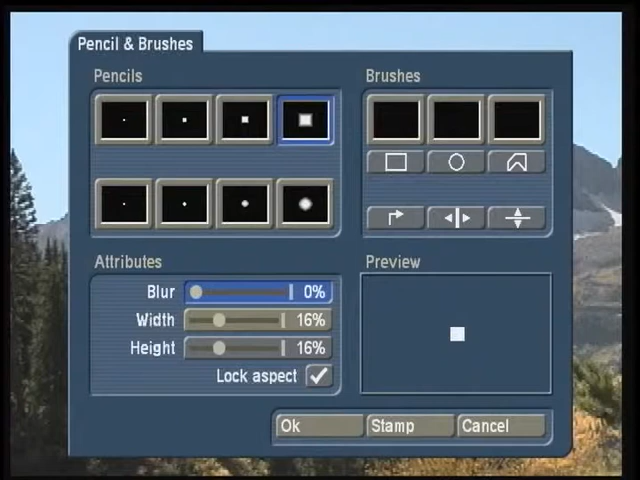 Pencil & Brushes
Pencils
Brushes
Attributes
Preview
Blur 0%
Width 16%
Height 16%
Lock aspect
Ok
Stamp
Cancel